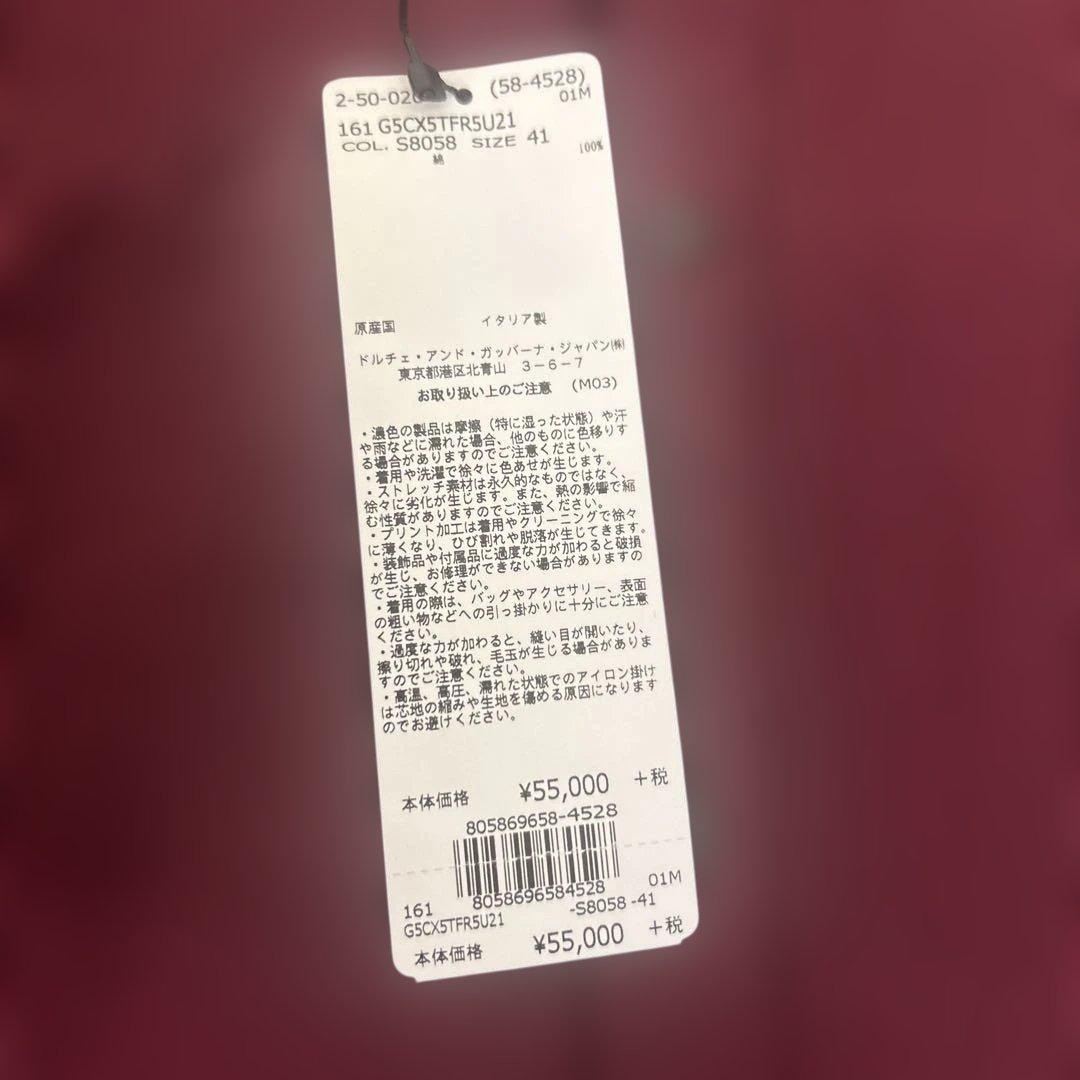 2-50-020 (58-4528)
01M
161 G5CX5TFR5U21
COL. S8058 SIZE 41
綿 100%
原産国 イタリア製
ドルチェ・アンド・ガッバーナ・ジャパン㈱
東京都港区北青山 3-6-7
お取り扱い上のご注意 (M03)
・濃色の製品は摩擦（特に湿った状態）や汗
や雨などに濡れた場合、他のものに色移りす
る場合がありますのでご注意ください。
・着用や洗濯で徐々に色あせが生じます。
・ストレッチ素材は永久的なものではなく、
徐々に劣化が生じます。また、熱の影響で縮
む性質がありますのでご注意ください。
・プリント加工は着用やクリーニングで徐々
に薄くなり、ひび割れや脱落が生じてきます。
・装飾品や付属品に過度な力が加わると破損
が生じ、お修理ができない場合がありますの
でご注意ください。
・着用の際は、バッグやアクセサリー、表面
の粗い物などへの引っ掛かりに十分にご注意
ください。
・過度な力が加わると、縫い目が開いたり、
擦り切れや破れ、毛玉が生じる場合がありま
すのでご注意ください。
・高温、高圧、濡れた状態でのアイロン掛け
は芯地の縮みや生地を傷める原因になります
のでお避けください。
本体価格 ¥55,000 +税
805869658-4528
8058696584528
161 01M
G5CX5TFR5U21 -S8058 -41
本体価格 ¥55,000 +税